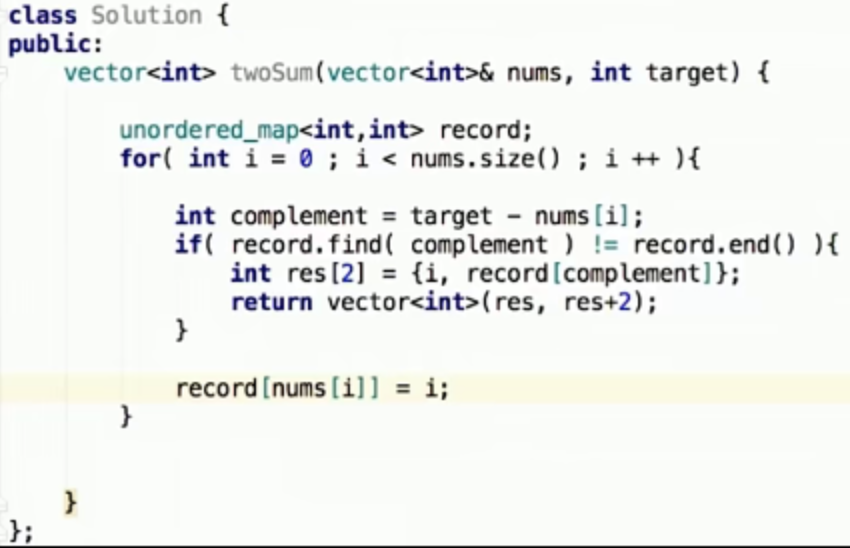 class Solution {
public:
    vector<int> twoSum(vector<int>& nums, int target) {
        unordered_map<int,int> record;
        for( int i = 0 ; i < nums.size() ; i ++ ){
            int complement = target - nums[i];
            if( record.find( complement ) != record.end() ){
                int res[2] = {i, record[complement]};
                return vector<int>(res, res+2);
            }
            record[nums[i]] = i;
        }
    }
};